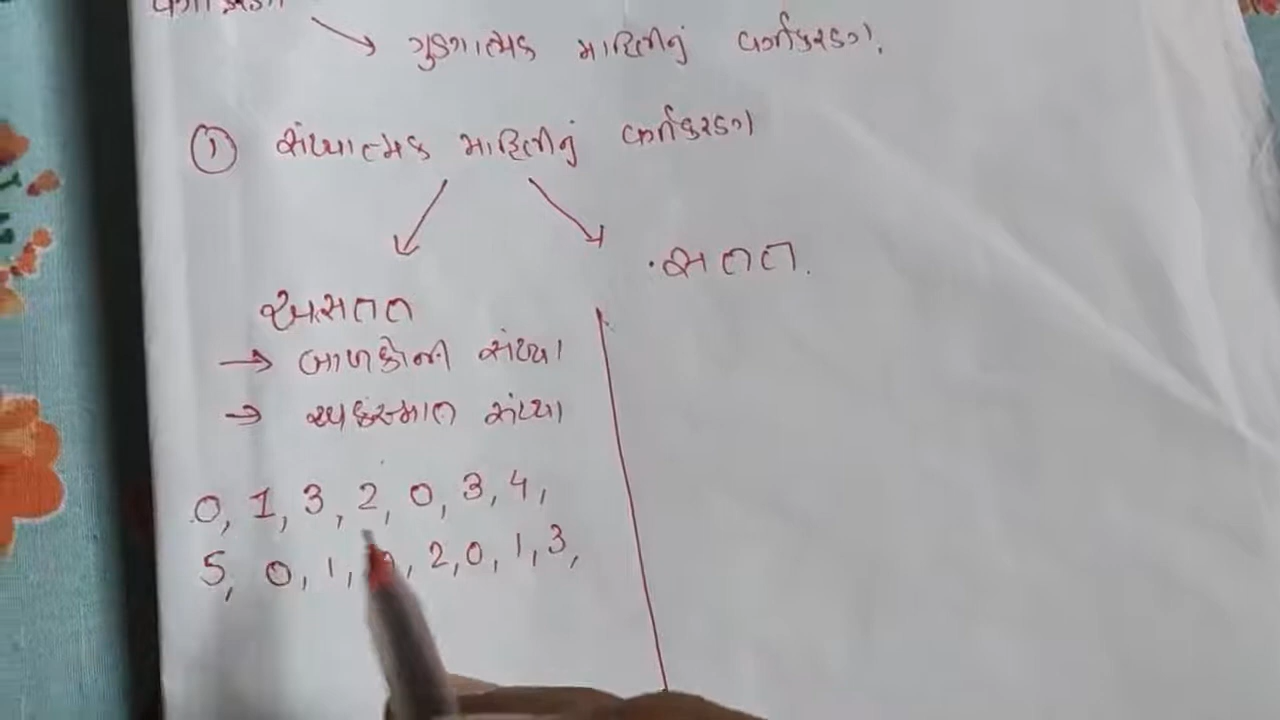 ગુણાત્મક માહિતીનું વર્ગીકરણ.
① સંખ્યાત્મક માહિતીનું વર્ગીકરણ
સતત.
અસતત
→ બાળકોની સંખ્યા
→ અકસ્માત સંખ્યા
0, 1, 3, 2, 0, 3, 4,
5, 0, 1, 2, 0, 1, 3,